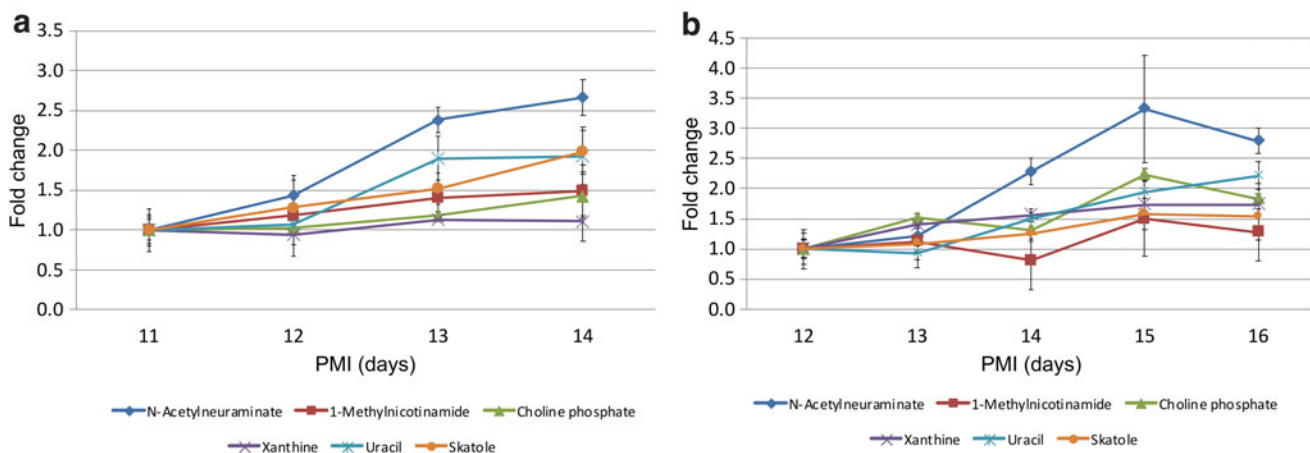 a
3.5
3.0
2.5
2.0
1.5
1.0
0.5
0.0
Fold change
11 12 13 14
PMI (days)
N-Acetylneuraminate 1-Methylnicotinamide Choline phosphate
Xanthine Uracil Skatole
b
4.5
4.0
3.5
3.0
2.5
2.0
1.5
1.0
0.5
0.0
Fold change
12 13 14 15 16
PMI (days)
N-Acetylneuraminate 1-Methylnicotinamide Choline phosphate
Xanthine Uracil Skatole